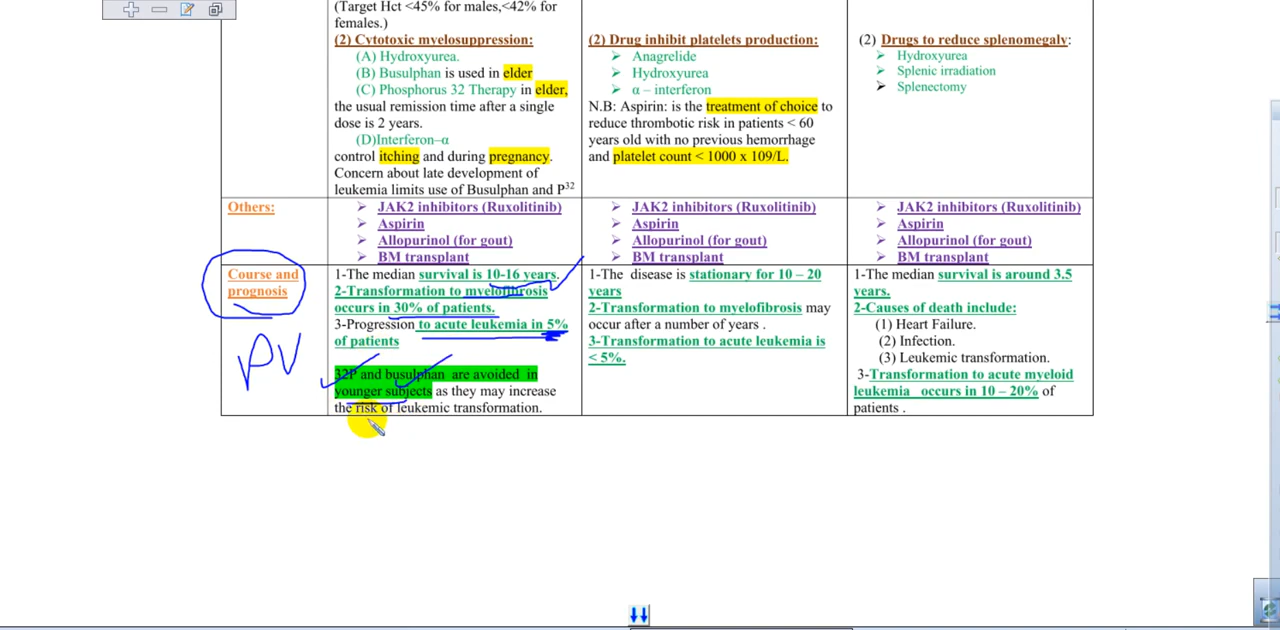 (Target Hct <45% for males,<42% for
females.)
(2) Cytotoxic myelosuppression:
(A) Hydroxyurea.
(B) Busulphan is used in elder
(C) Phosphorus 32 Therapy in elder,
the usual remission time after a single
dose is 2 years.
(D)Interferon–α
control itching and during pregnancy.
Concern about late development of
leukemia limits use of Busulphan and P32
(2) Drug inhibit platelets production:
Anagrelide
Hydroxyurea
α – interferon
N.B: Aspirin: is the treatment of choice to
reduce thrombotic risk in patients < 60
years old with no previous hemorrhage
and platelet count < 1000 x 109/L.
(2) Drugs to reduce splenomegaly:
Hydroxyurea
Splenic irradiation
Splenectomy
Others:
JAK2 inhibitors (Ruxolitinib)
Aspirin
Allopurinol (for gout)
BM transplant
JAK2 inhibitors (Ruxolitinib)
Aspirin
Allopurinol (for gout)
BM transplant
JAK2 inhibitors (Ruxolitinib)
Aspirin
Allopurinol (for gout)
BM transplant
Course and
prognosis
PV
1-The median survival is 10-16 years.
2-Transformation to myelofibrosis
occurs in 30% of patients.
3-Progression to acute leukemia in 5%
of patients
32P and busulphan are avoided in
younger subjects as they may increase
the risk of leukemic transformation.
1-The disease is stationary for 10 – 20
years
2-Transformation to myelofibrosis may
occur after a number of years .
3-Transformation to acute leukemia is
< 5%.
1-The median survival is around 3.5
years.
2-Causes of death include:
(1) Heart Failure.
(2) Infection.
(3) Leukemic transformation.
3-Transformation to acute myeloid
leukemia occurs in 10 – 20% of
patients .